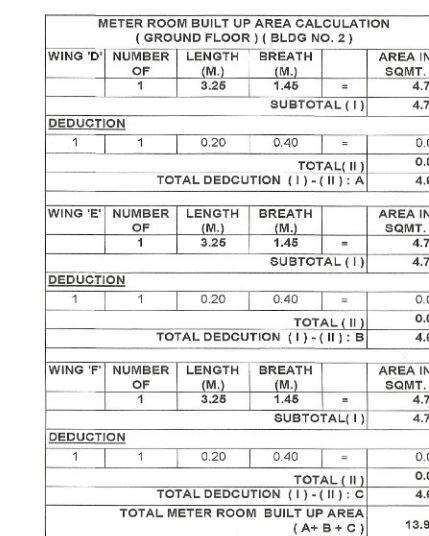 METER ROOM BUILT UP AREA CALCULATION
( GROUND FLOOR ) ( BLDG NO. 2 )
WING 'D' NUMBER OF LENGTH (M.) BREATH (M.) AREA IN SQMT.
1 3.25 1.45 = 4.7
SUBTOTAL ( I ) 4.7
DEDUCTION
1 1 0.20 0.40 = 0.0
TOTAL( II ) 0.0
TOTAL DEDCUTION ( I ) - ( II ) : A 4.6
WING 'E' NUMBER OF LENGTH (M.) BREATH (M.) AREA IN SQMT.
1 3.25 1.45 = 4.7
SUBTOTAL ( I ) 4.7
DEDUCTION
1 1 0.20 0.40 = 0.0
TOTAL ( II ) 0.0
TOTAL DEDCUTION ( I ) - ( II ) : B 4.6
WING 'F' NUMBER OF LENGTH (M.) BREATH (M.) AREA IN SQMT.
1 3.25 1.45 = 4.7
SUBTOTAL( I ) 4.7
DEDUCTION
1 1 0.20 0.40 = 0.0
TOTAL ( II ) 0.0
TOTAL DEDCUTION ( I ) - ( II ) : C 4.6
TOTAL METER ROOM BUILT UP AREA
( A+ B + C ) 13.9